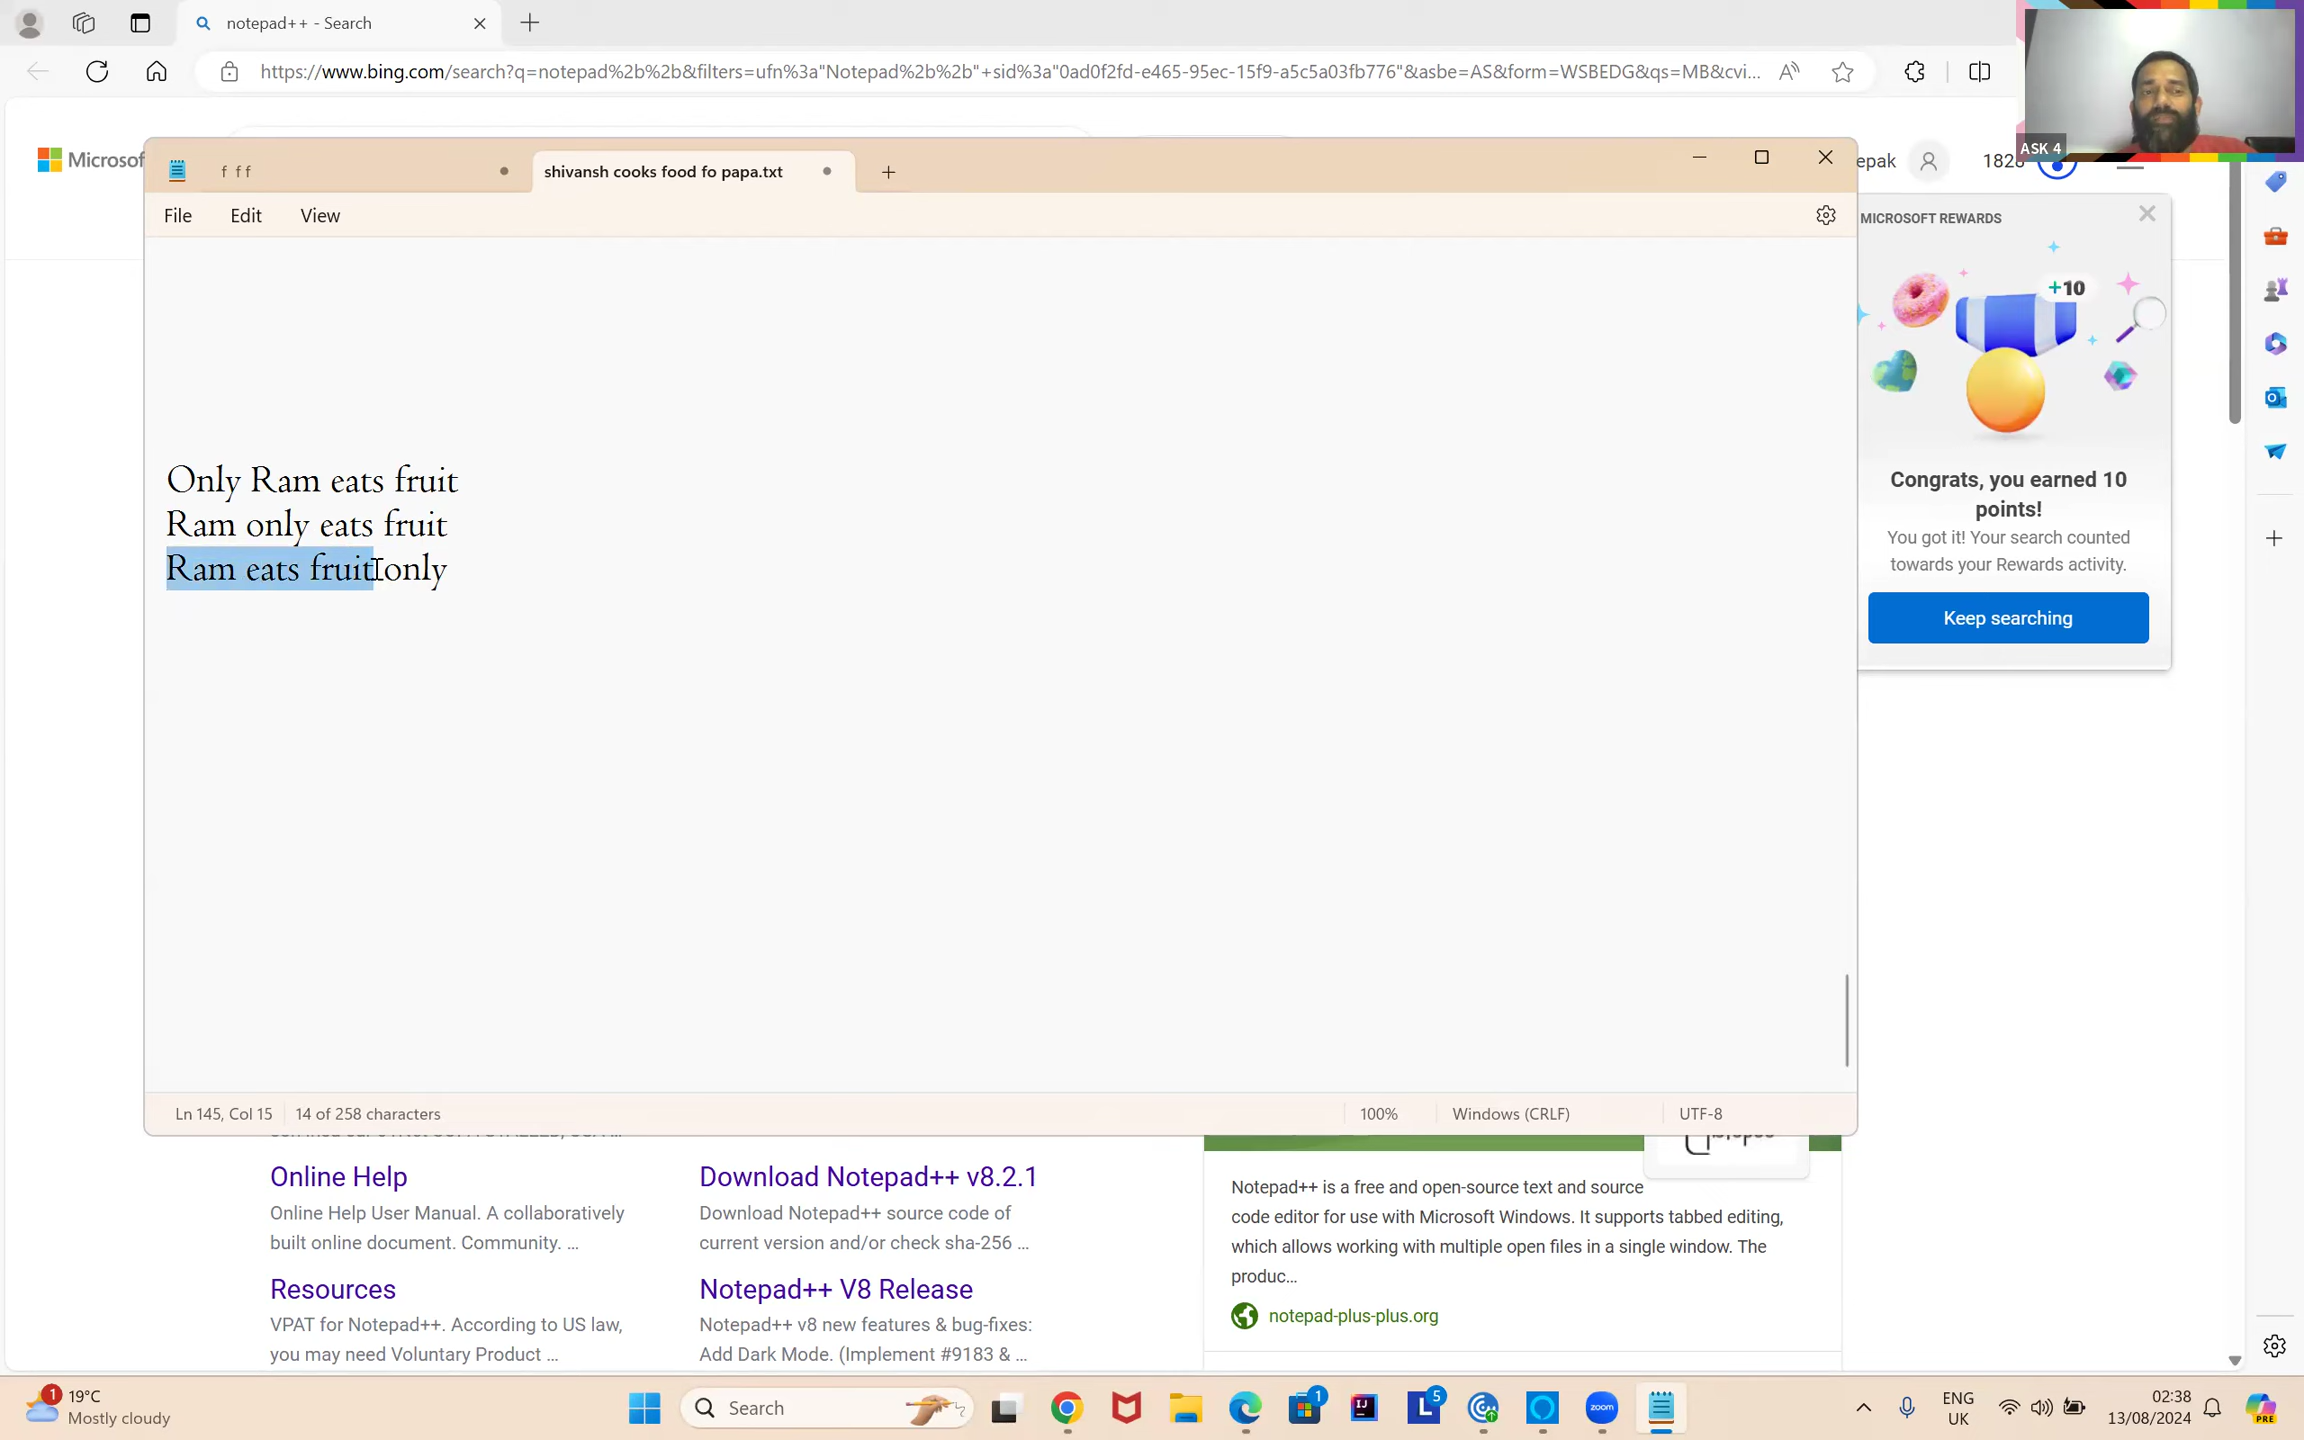 notepad++ - Search
https://www.bing.com/search?q=notepad%2b%2b&filters=ufn%3a"Notepad%2b%2b"+sid%3a"0ad0f2fd-e465-95ec-15f9-a5c5a03fb776"&asbe=AS&form=WSBEDG&qs=MB&cvi...
ASK 4
Microsof
epak
182
f f f
shivansh cooks food fo papa.txt
File Edit View
MICROSOFT REWARDS
+10
Congrats, you earned 10
points!
You got it! Your search counted
towards your Rewards activity.
Keep searching
Only Ram eats fruit
Ram only eats fruit
Ram eats fruit only
Ln 145, Col 15
14 of 258 characters
100%
Windows (CRLF)
UTF-8
Online Help
Online Help User Manual. A collaboratively
built online document. Community. ...
Resources
VPAT for Notepad++. According to US law,
you may need Voluntary Product ...
Download Notepad++ v8.2.1
Download Notepad++ source code of
current version and/or check sha-256 ...
Notepad++ V8 Release
Notepad++ v8 new features & bug-fixes:
Add Dark Mode. (Implement #9183 & ...
Notepad++ is a free and open-source text and source
code editor for use with Microsoft Windows. It supports tabbed editing,
which allows working with multiple open files in a single window. The
produc...
notepad-plus-plus.org
1
19°C
Mostly cloudy
Search
1
IJ
L
5
zoom
ENG
UK
02:38
13/08/2024
PRE